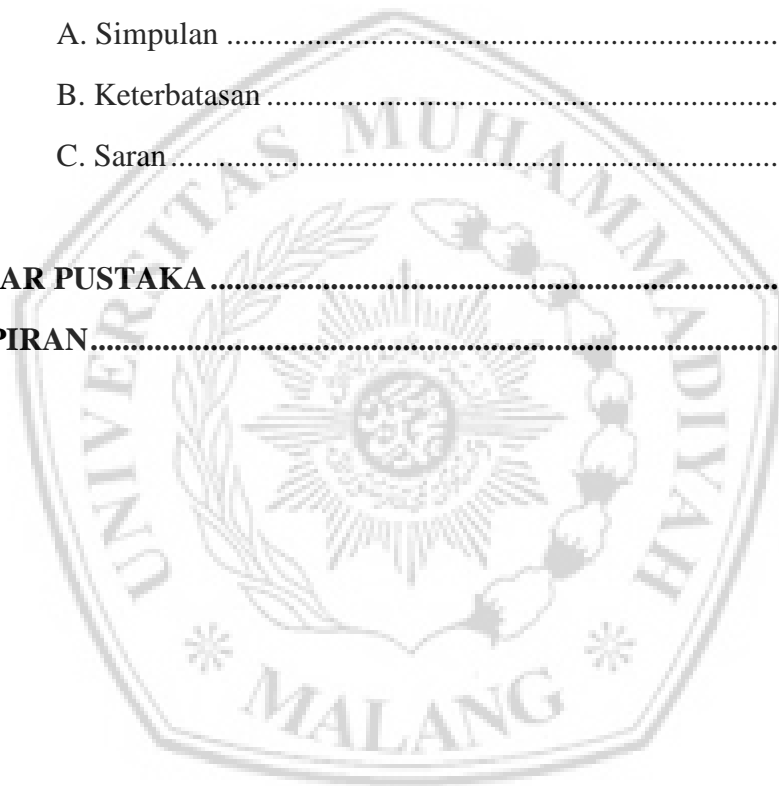 A. Simpulan ....................................................................
B. Keterbatasan ...............................................................
C. Saran...........................................................................
AR PUSTAKA .....................................................................
PIRAN....................................................................................
UNIVERSITAS MUHAMMADIYAH
* MALANG *